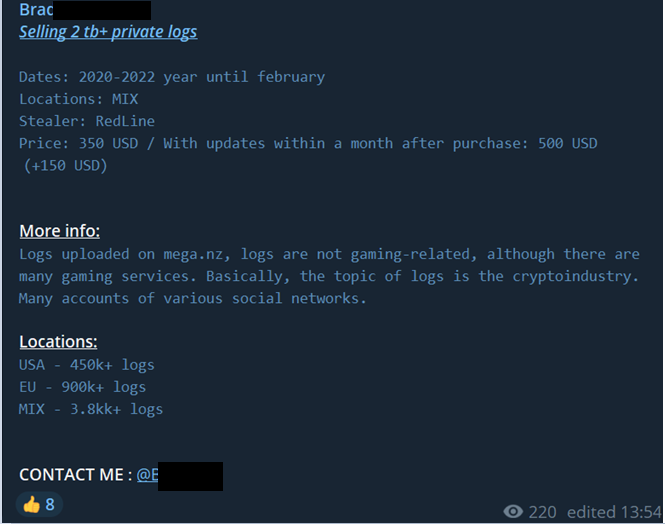 Brad
Selling 2 tb+ private logs
Dates: 2020-2022 year until february
Locations: MIX
Stealer: RedLine
Price: 350 USD / With updates within a month after purchase: 500 USD
(+150 USD)
More info:
Logs uploaded on mega.nz, logs are not gaming-related, although there are
many gaming services. Basically, the topic of logs is the cryptoindustry.
Many accounts of various social networks.
Locations:
USA - 450k+ logs
EU - 900k+ logs
MIX - 3.8kk+ logs
CONTACT ME : @B
👍 8
220 edited 13:54